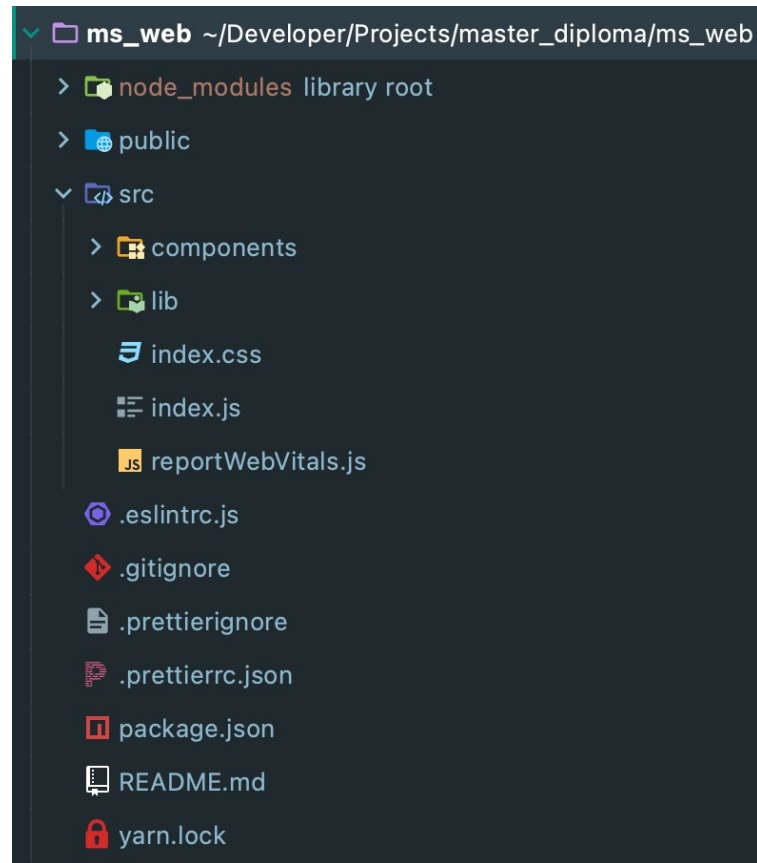 ms_web ~/Developer/Projects/master_diploma/ms_web
node_modules library root
public
src
components
lib
index.css
index.js
JS reportWebVitals.js
.eslintrc.js
.gitignore
.prettierignore
.prettierrc.json
package.json
README.md
yarn.lock